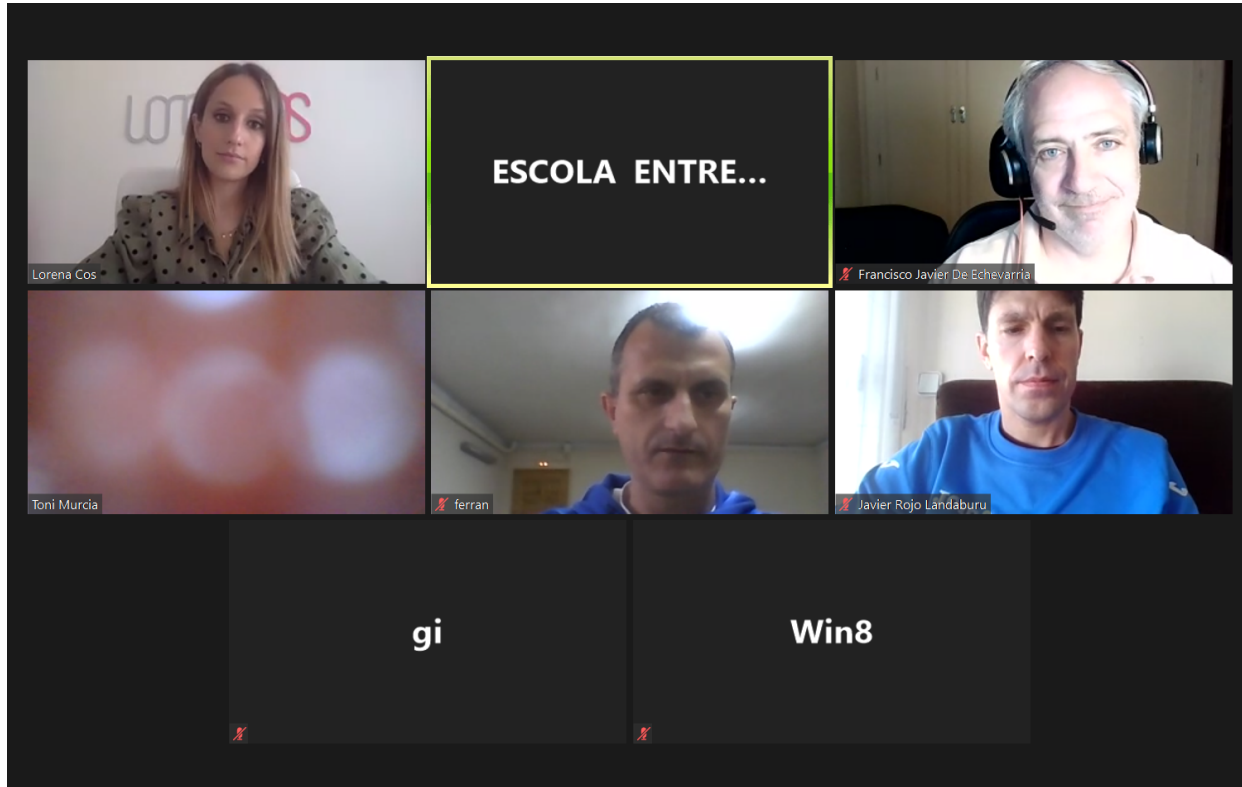 ESCOLA ENTRE...
Lorena Cos
Francisco Javier De Echevarria
Toni Murcia
ferran
Javier Rojo Landaburu
gi
Win8